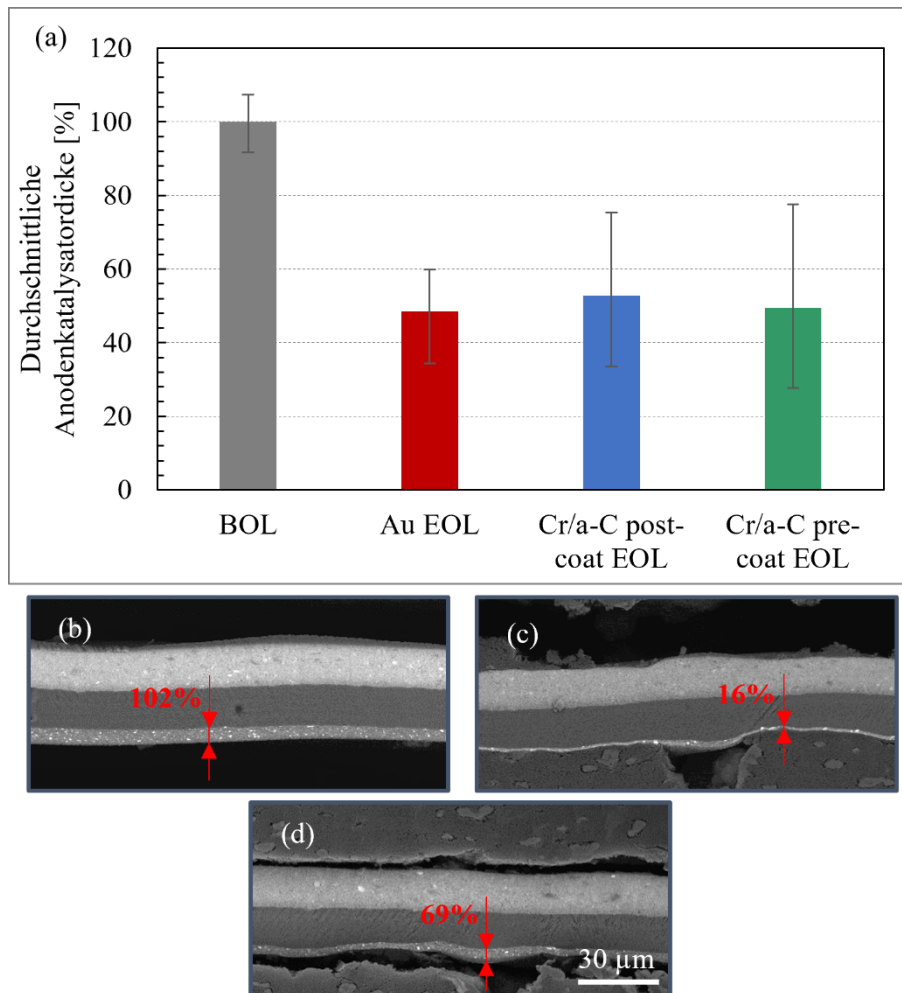 (a)
Durchschnittliche
Anodenkatalysatordicke [%]
120
100
80
60
40
20
0
BOL
Au EOL
Cr/a-C post-
coat EOL
Cr/a-C pre-
coat EOL
(b)
102%
(c)
16%
(d)
69%
30 µm